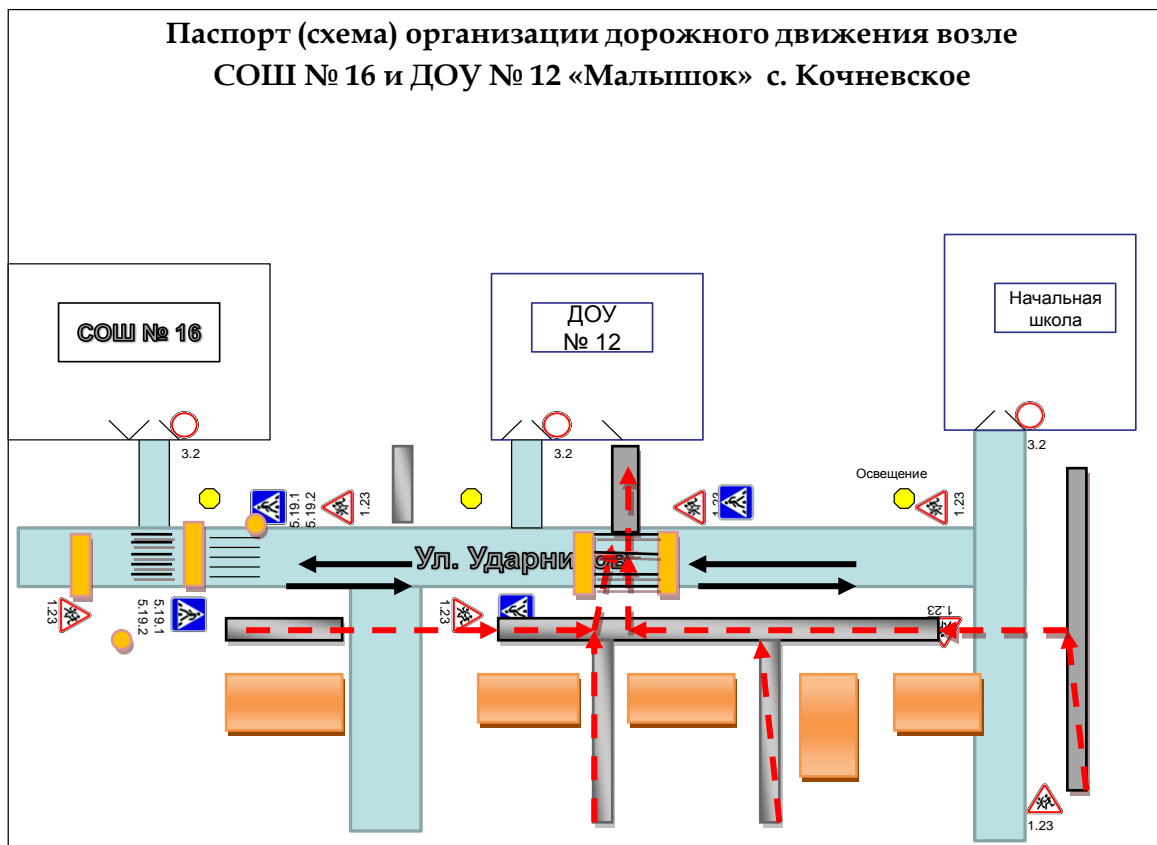 Паспорт (схема) организации дорожного движения возле
СОШ № 16 и ДОУ № 12 «Малышок» с. Кочневское
СОШ № 16
ДОУ
№ 12
Начальная
школа
3.2
3.2
3.2
Освещение
5.19.1
5.19.2
1.23
1.23
1.23
Ул. Ударников
1.23
5.19.1
5.19.2
1.23
1.23
1.23